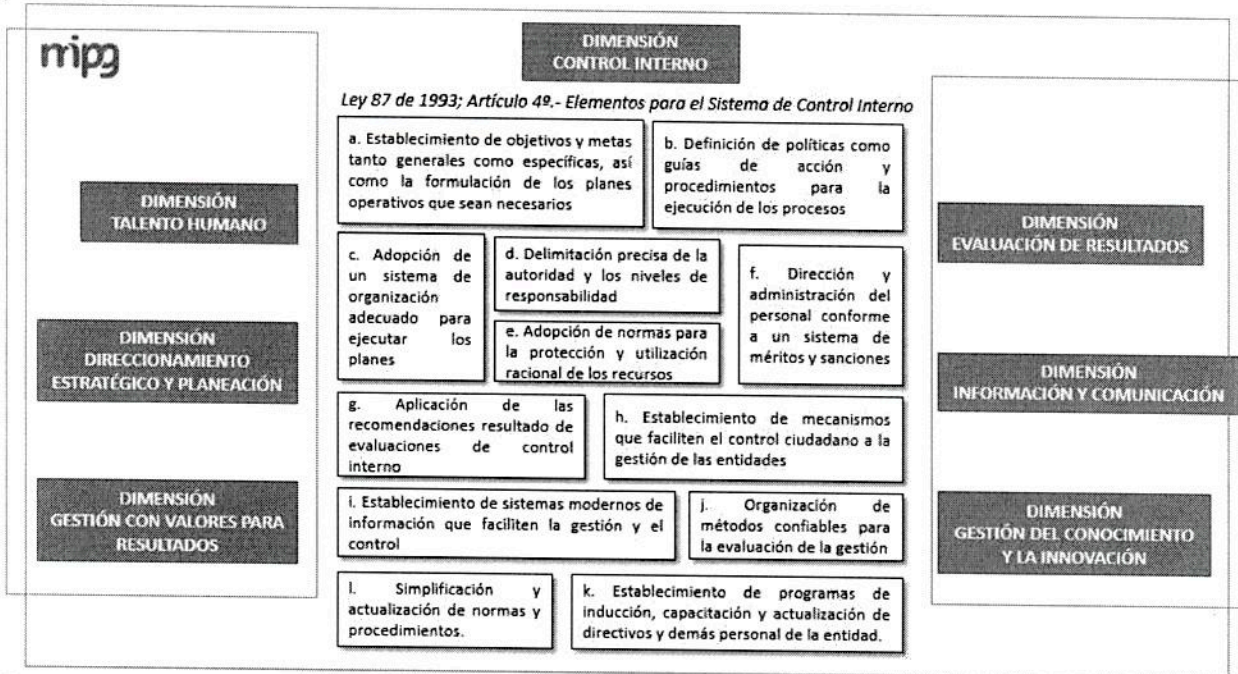 mipg
DIMENSIÓN
CONTROL INTERNO
Ley 87 de 1993; Artículo 4º.- Elementos para el Sistema de Control Interno
DIMENSIÓN
TALENTO HUMANO
DIMENSIÓN
DIRECCIONAMIENTO
ESTRATÉGICO Y PLANEACIÓN
DIMENSIÓN
GESTIÓN CON VALORES PARA
RESULTADOS
a. Establecimiento de objetivos y metas
tanto generales como específicas, así
como la formulación de los planes
operativos que sean necesarios
b. Definición de políticas como
guías de acción y
procedimientos para la
ejecución de los procesos
c. Adopción de
un sistema de
organización
adecuado para
ejecutar los
planes
d. Delimitación precisa de la
autoridad y los niveles de
responsabilidad
e. Adopción de normas para
la protección y utilización
racional de los recursos
f. Dirección y
administración del
personal conforme
a un sistema de
méritos y sanciones
g. Aplicación de las
recomendaciones resultado de
evaluaciones de control
interno
h. Establecimiento de mecanismos
que faciliten el control ciudadano a la
gestión de las entidades
i. Establecimiento de sistemas modernos de
información que faciliten la gestión y el
control
j. Organización de
métodos confiables para
la evaluación de la gestión
l. Simplificación y
actualización de normas y
procedimientos.
k. Establecimiento de programas de
inducción, capacitación y actualización de
directivos y demás personal de la entidad.
DIMENSIÓN
EVALUACIÓN DE RESULTADOS
DIMENSIÓN
INFORMACIÓN Y COMUNICACIÓN
DIMENSIÓN
GESTIÓN DEL CONOCIMIENTO
Y LA INNOVACIÓN